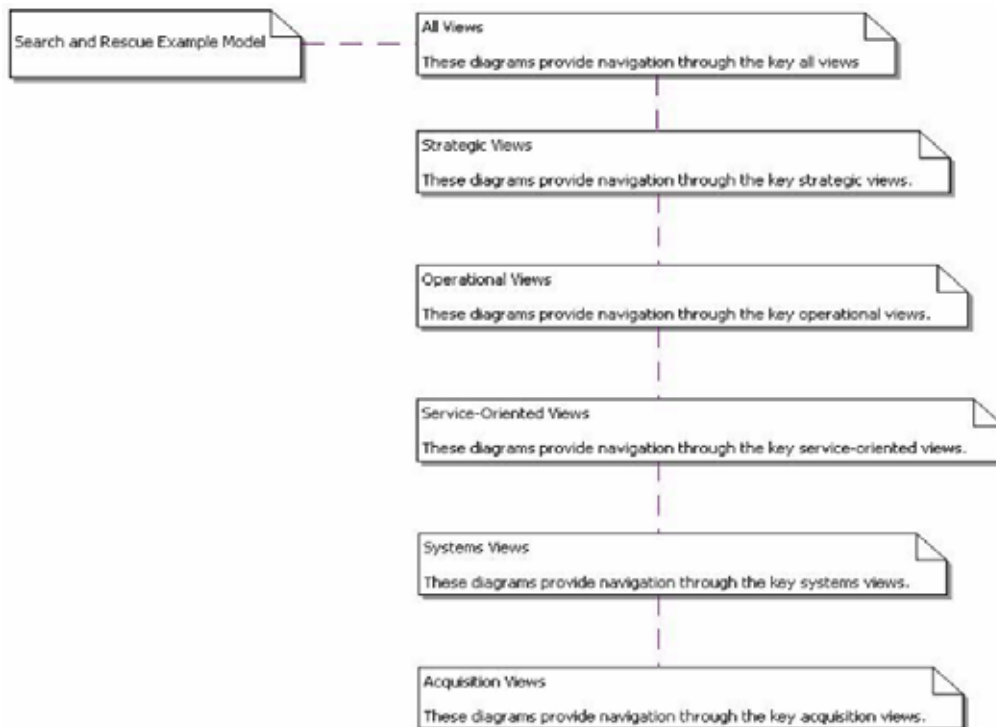 Search and Rescue Example Model
All Views
These diagrams provide navigation through the key all views
Strategic Views
These diagrams provide navigation through the key strategic views.
Operational Views
These diagrams provide navigation through the key operational views.
Service-Oriented Views
These diagrams provide navigation through the key service-oriented views.
Systems Views
These diagrams provide navigation through the key systems views.
Acquisition Views
These diagrams provide navigation through the key acquisition views.